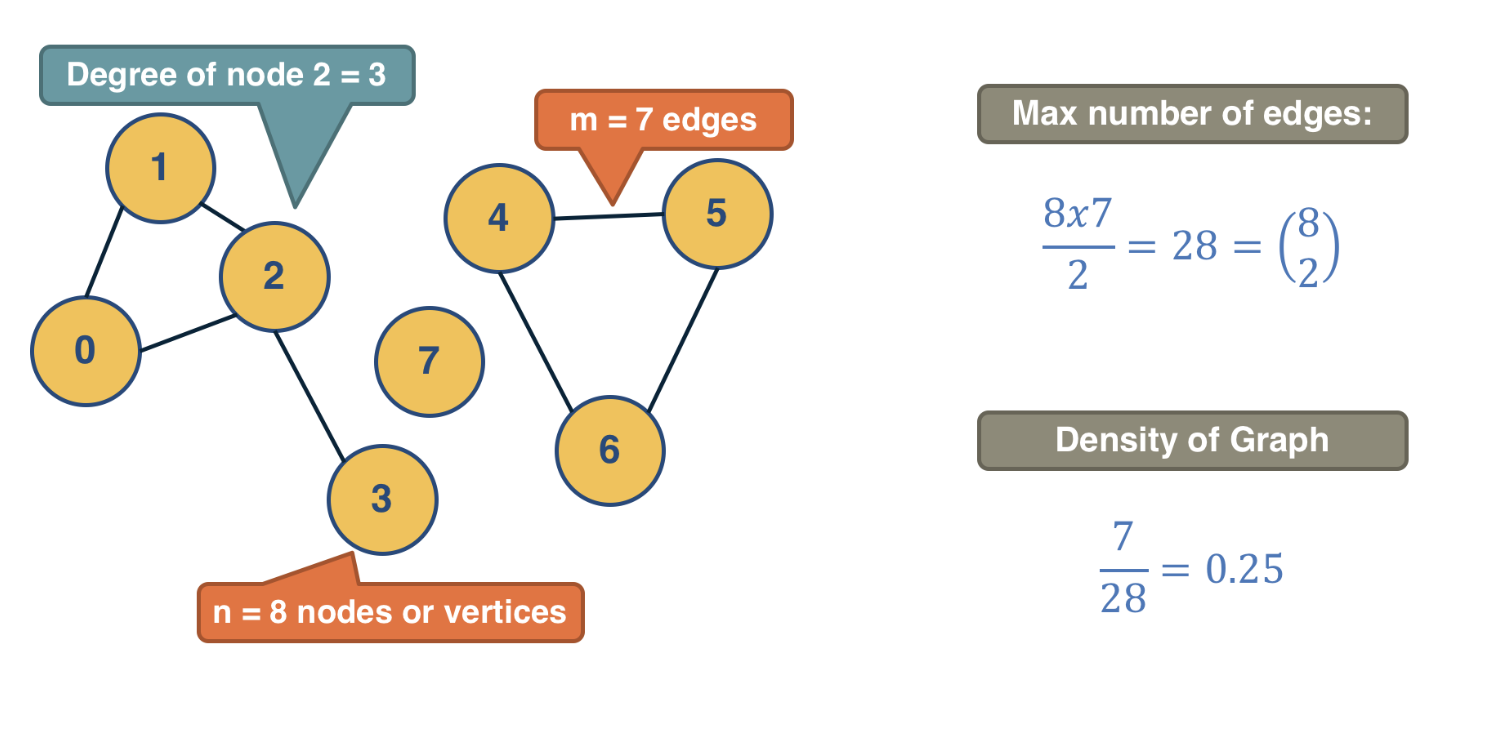 Degree of node 2 = 3
m = 7 edges
Max number of edges:
1
4
5
8x7
2
= 28 = (8
2)
2
0
7
Density of Graph
6
3
7
28
= 0.25
n = 8 nodes or vertices